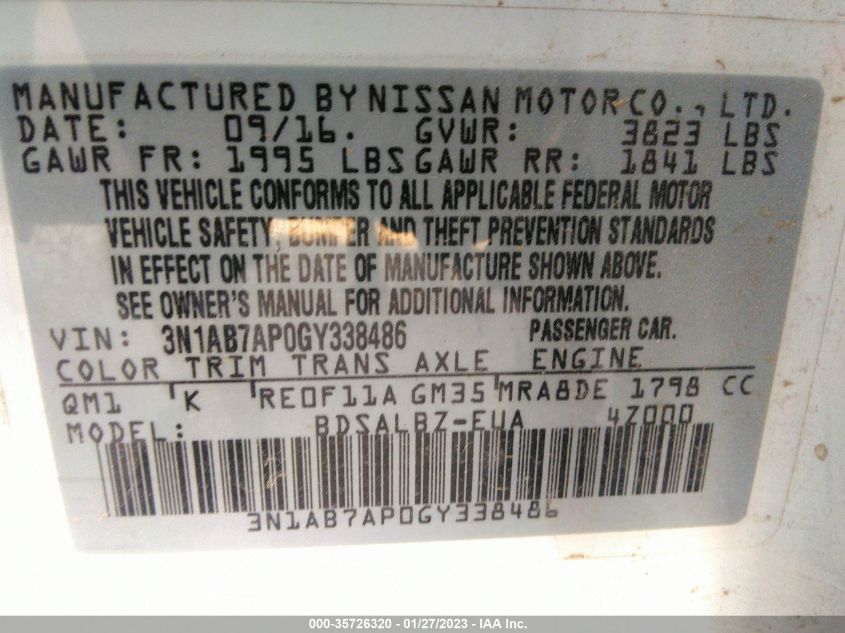 MANUFACTURED BY NISSAN MOTOR CO., LTD.
DATE: 09/16. GVWR: 3823 LBS
GAWR FR: 1995 LBS GAWR RR: 1841 LBS
THIS VEHICLE CONFORMS TO ALL APPLICABLE FEDERAL MOTOR
VEHICLE SAFETY, BUMPER AND THEFT PREVENTION STANDARDS
IN EFFECT ON THE DATE OF MANUFACTURE SHOWN ABOVE.
SEE OWNER'S MANUAL FOR ADDITIONAL INFORMATION.
VIN: 3N1AB7AP0GY338486 PASSENGER CAR.
COLOR TRIM TRANS AXLE ENGINE
QM1 K RE0F11A GM35 MRA8DE 1798 CC
MODEL: BDSALBZ-EUA 4Z000
3N1AB7AP0GY338486
000-35726320 - 01/27/2023 - IAA Inc.